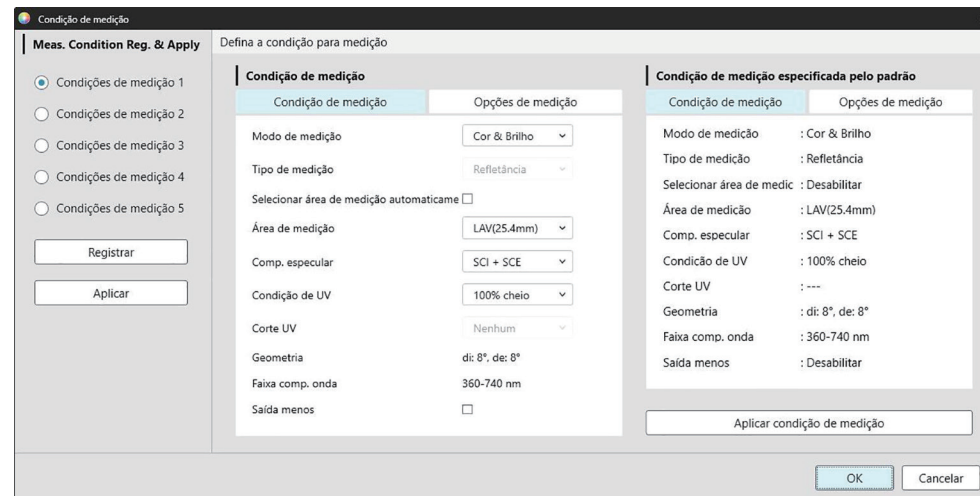 Condição de medição
Meas. Condition Reg. & Apply
Condições de medição 1
Condições de medição 2
Condições de medição 3
Condições de medição 4
Condições de medição 5
Registrar
Aplicar
Defina a condição para medição
Condição de medição
Condição de medição Opções de medição
Modo de medição Cor & Brilho
Tipo de medição Refletância
Selecionar área de medição automaticame
Área de medição LAV(25.4mm)
Comp. especular SCI + SCE
Condição de UV 100% cheio
Corte UV Nenhum
Geometria di: 8°, de: 8°
Faixa comp. onda 360-740 nm
Saída menos
Condição de medição especificada pelo padrão
Condição de medição Opções de medição
Modo de medição : Cor & Brilho
Tipo de medição : Refletância
Selecionar área de medic : Desabilitar
Área de medicão : LAV(25.4mm)
Comp. especular : SCI + SCE
Condicão de UV : 100% cheio
Corte UV : ---
Geometria : di: 8°, de: 8°
Faixa comp. onda : 360-740 nm
Saída menos : Desabilitar
Aplicar condição de medição
OK Cancelar